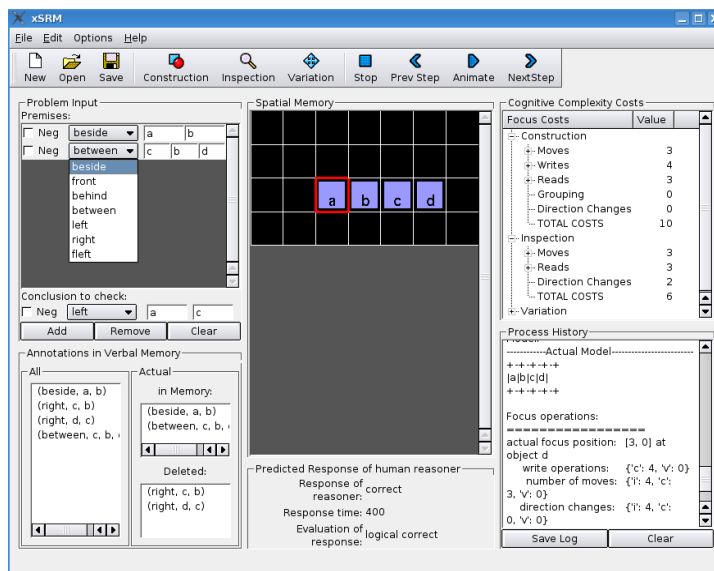 xSRM
File Edit Options Help
New Open Save Construction Inspection Variation Stop Prev Step Animate NextStep
Problem Input
Premises:
Neg beside a b
Neg between c b d
beside
front
behind
between
left
right
fleft
Conclusion to check:
Neg left a c
Add Remove Clear
Annotations in Verbal Memory
All
(beside, a, b)
(right, c, b)
(right, d, c)
(between, c, b,
Actual
in Memory:
(beside, a, b)
(between, c, b,
Deleted:
(right, c, b)
(right, d, c)
Spatial Memory
a b c d
Predicted Response of human reasoner
Response of reasoner: correct
Response time: 400
Evaluation of response: logical correct
Cognitive Complexity Costs
Focus Costs Value
Construction
Moves 3
Writes 4
Reads 3
Grouping 0
Direction Changes 0
TOTAL COSTS 10
Inspection
Moves 3
Reads 3
Direction Changes 2
TOTAL COSTS 6
Variation
Process History
------------Actual Model------------------------
+-+-+-+-+
|a|b|c|d|
+-+-+-+-+
Focus operations:
=================
actual focus position: [3, 0] at
object d
write operations: {'c': 4, 'v': 0}
number of moves: {'i': 4, 'c':
3, 'v': 0}
direction changes: {'i': 4, 'c':
0, 'v': 0}
Save Log Clear